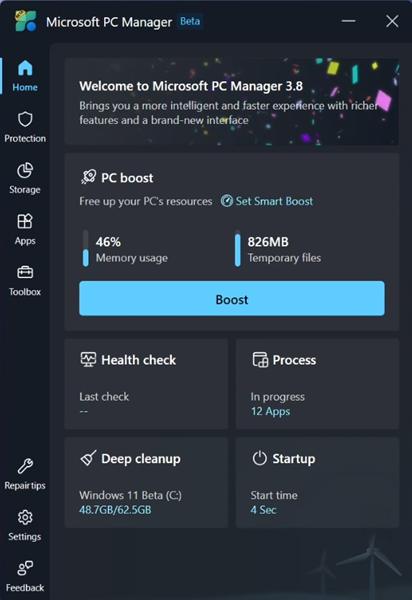 Microsoft PC Manager Beta
Home
Protection
Storage
Apps
Toolbox
Repair tips
Settings
Feedback
Welcome to Microsoft PC Manager 3.8
Brings you a more intelligent and faster experience with richer
features and a brand-new interface
PC boost
Free up your PC's resources Set Smart Boost
46% 826MB
Memory usage Temporary files
Boost
Health check
Last check
--
Process
In progress
12 Apps
Deep cleanup
Windows 11 Beta (C:)
48.7GB/62.5GB
Startup
Start time
4 Sec